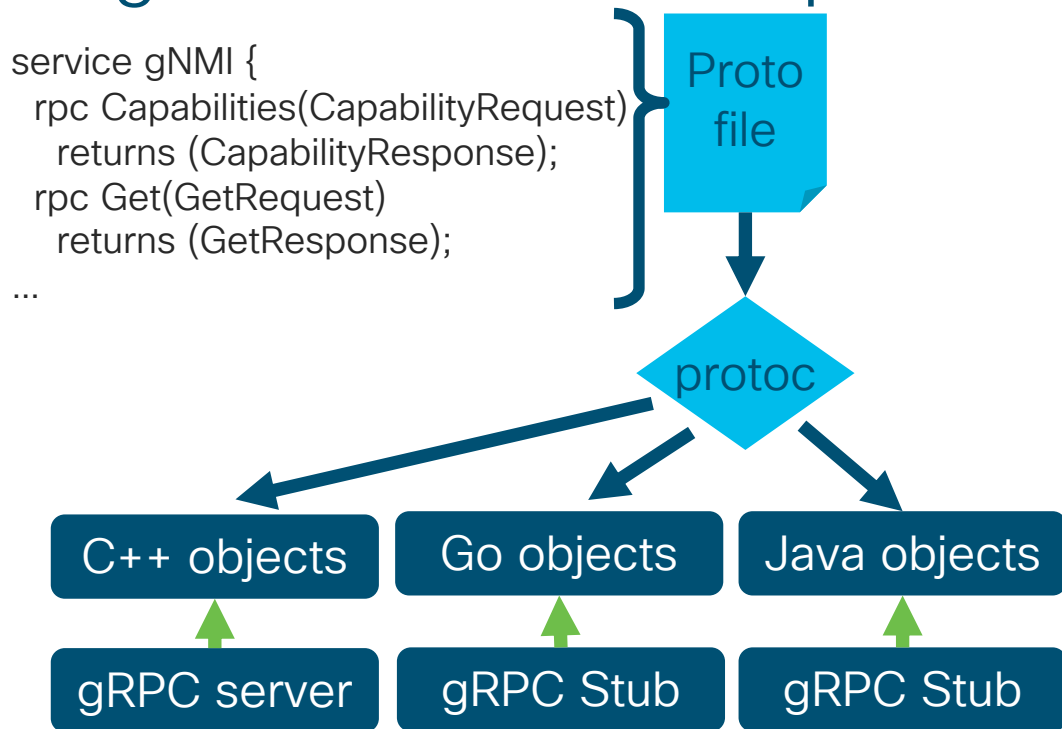 service gNMI {
rpc Capabilities(CapabilityRequest)
returns (CapabilityResponse);
rpc Get(GetRequest)
returns (GetResponse);
...
Proto
file
protoc
C++ objects
Go objects
Java objects
gRPC server
gRPC Stub
gRPC Stub